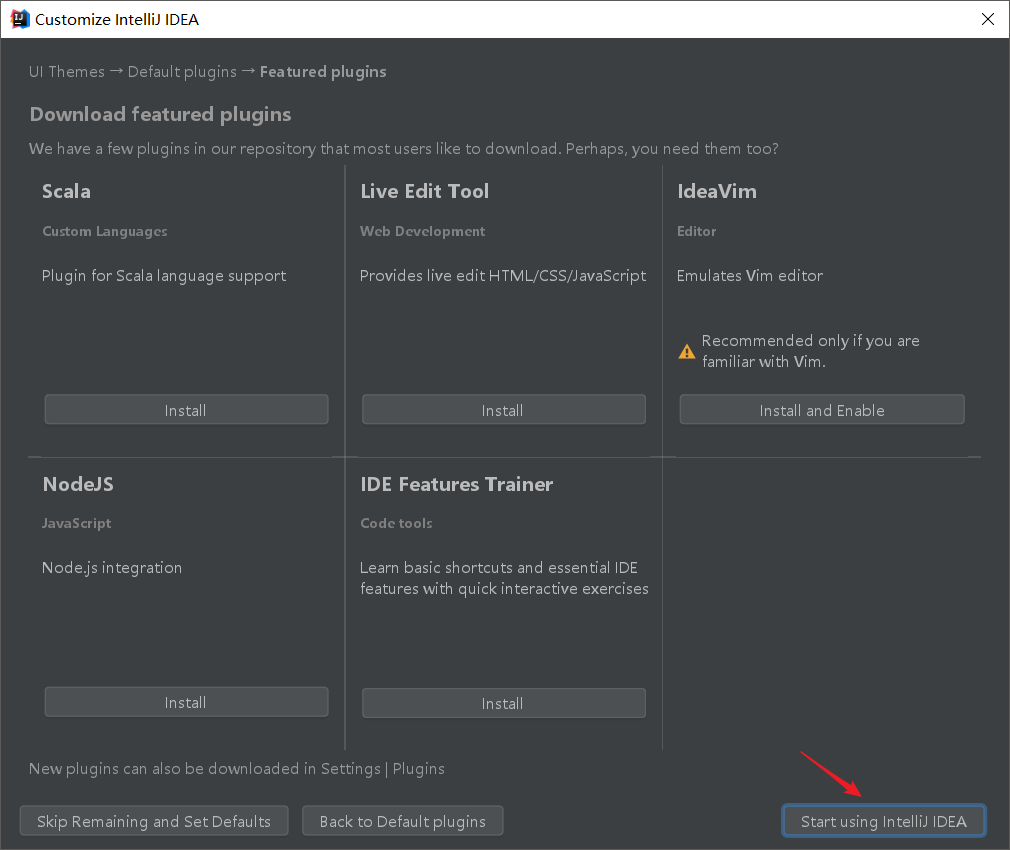 Customize IntelliJ IDEA
UI Themes → Default plugins → Featured plugins
Download featured plugins
We have a few plugins in our repository that most users like to download. Perhaps, you need them too?
Scala
Custom Languages
Plugin for Scala language support
Install
Live Edit Tool
Web Development
Provides live edit HTML/CSS/JavaScript
Install
IdeaVim
Editor
Emulates Vim editor
Recommended only if you are
familiar with Vim.
Install and Enable
NodeJS
JavaScript
Node.js integration
Install
IDE Features Trainer
Code tools
Learn basic shortcuts and essential IDE
features with quick interactive exercises
Install
New plugins can also be downloaded in Settings | Plugins
Skip Remaining and Set Defaults
Back to Default plugins
Start using IntelliJ IDEA